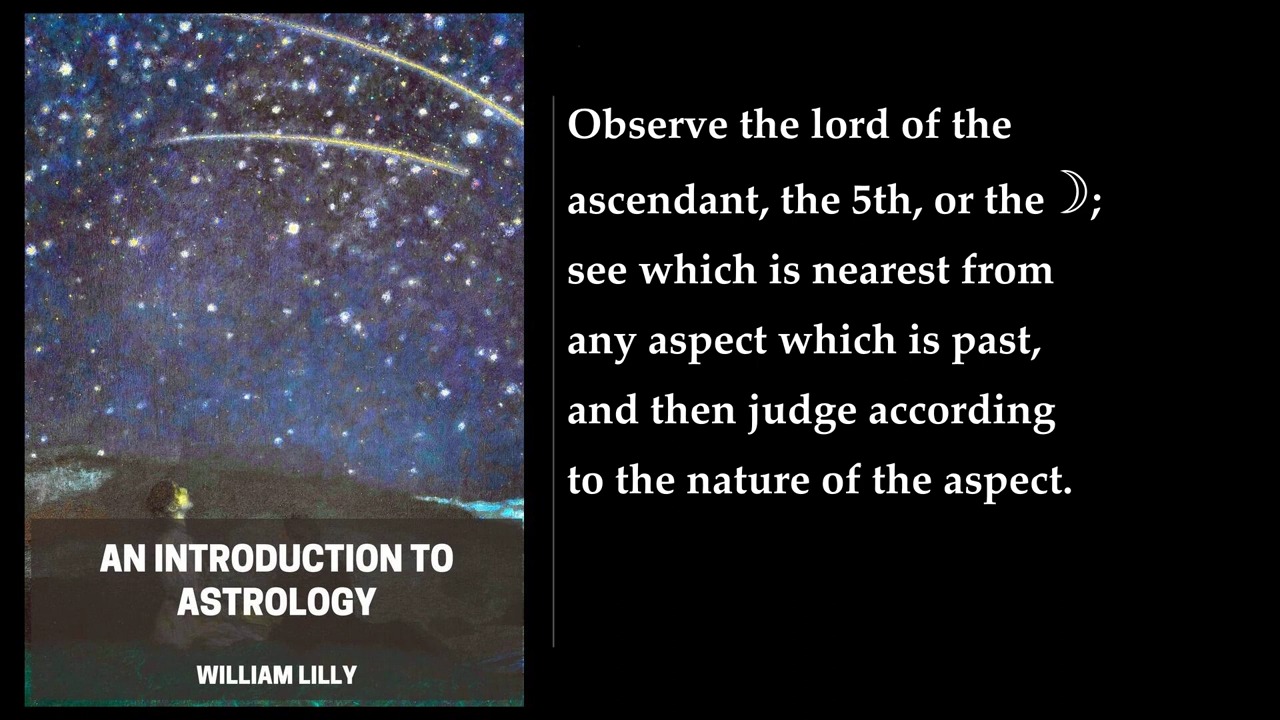 AN INTRODUCTION TO
ASTROLOGY
WILLIAM LILLY
Observe the lord of the
ascendant, the 5th, or the ☽;
see which is nearest from
any aspect which is past,
and then judge according
to the nature of the aspect.